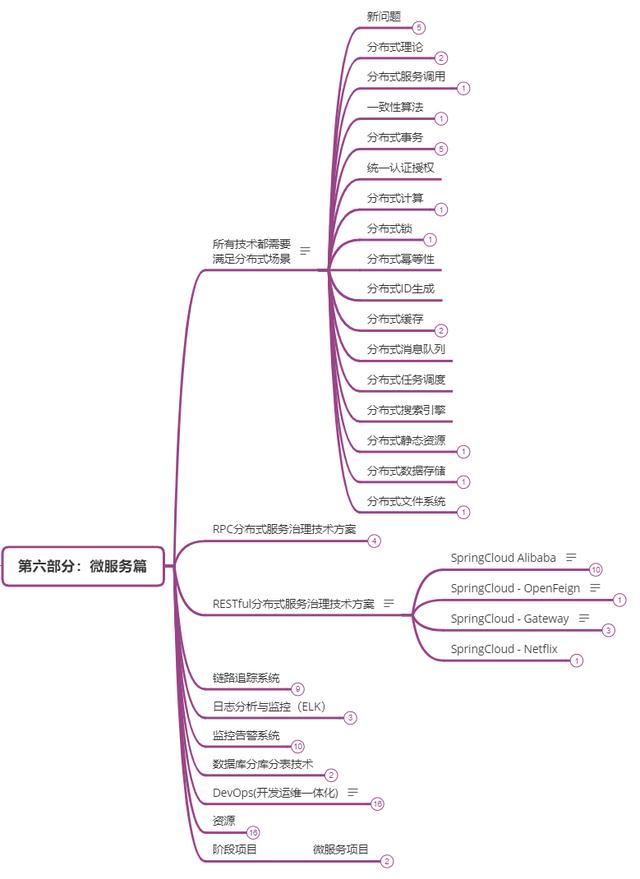 新问题
5
分布式理论
2
分布式服务调用
1
一致性算法
1
分布式事务
5
统一认证授权
分布式计算
1
分布式锁
1
所有技术都需要
满足分布式场景
分布式幂等性
分布式ID生成
分布式缓存
2
分布式消息队列
分布式任务调度
分布式搜索引擎
分布式静态资源
1
分布式数据存储
1
分布式文件系统
1
第六部分：微服务篇
RPC分布式服务治理技术方案
4
RESTful分布式服务治理技术方案
SpringCloud Alibaba
10
SpringCloud - OpenFeign
1
SpringCloud - Gateway
3
SpringCloud - Netflix
1
链路追踪系统
9
日志分析与监控（ELK）
3
监控告警系统
10
数据库分库分表技术
2
DevOps(开发运维一体化)
16
资源
16
阶段项目
微服务项目
2